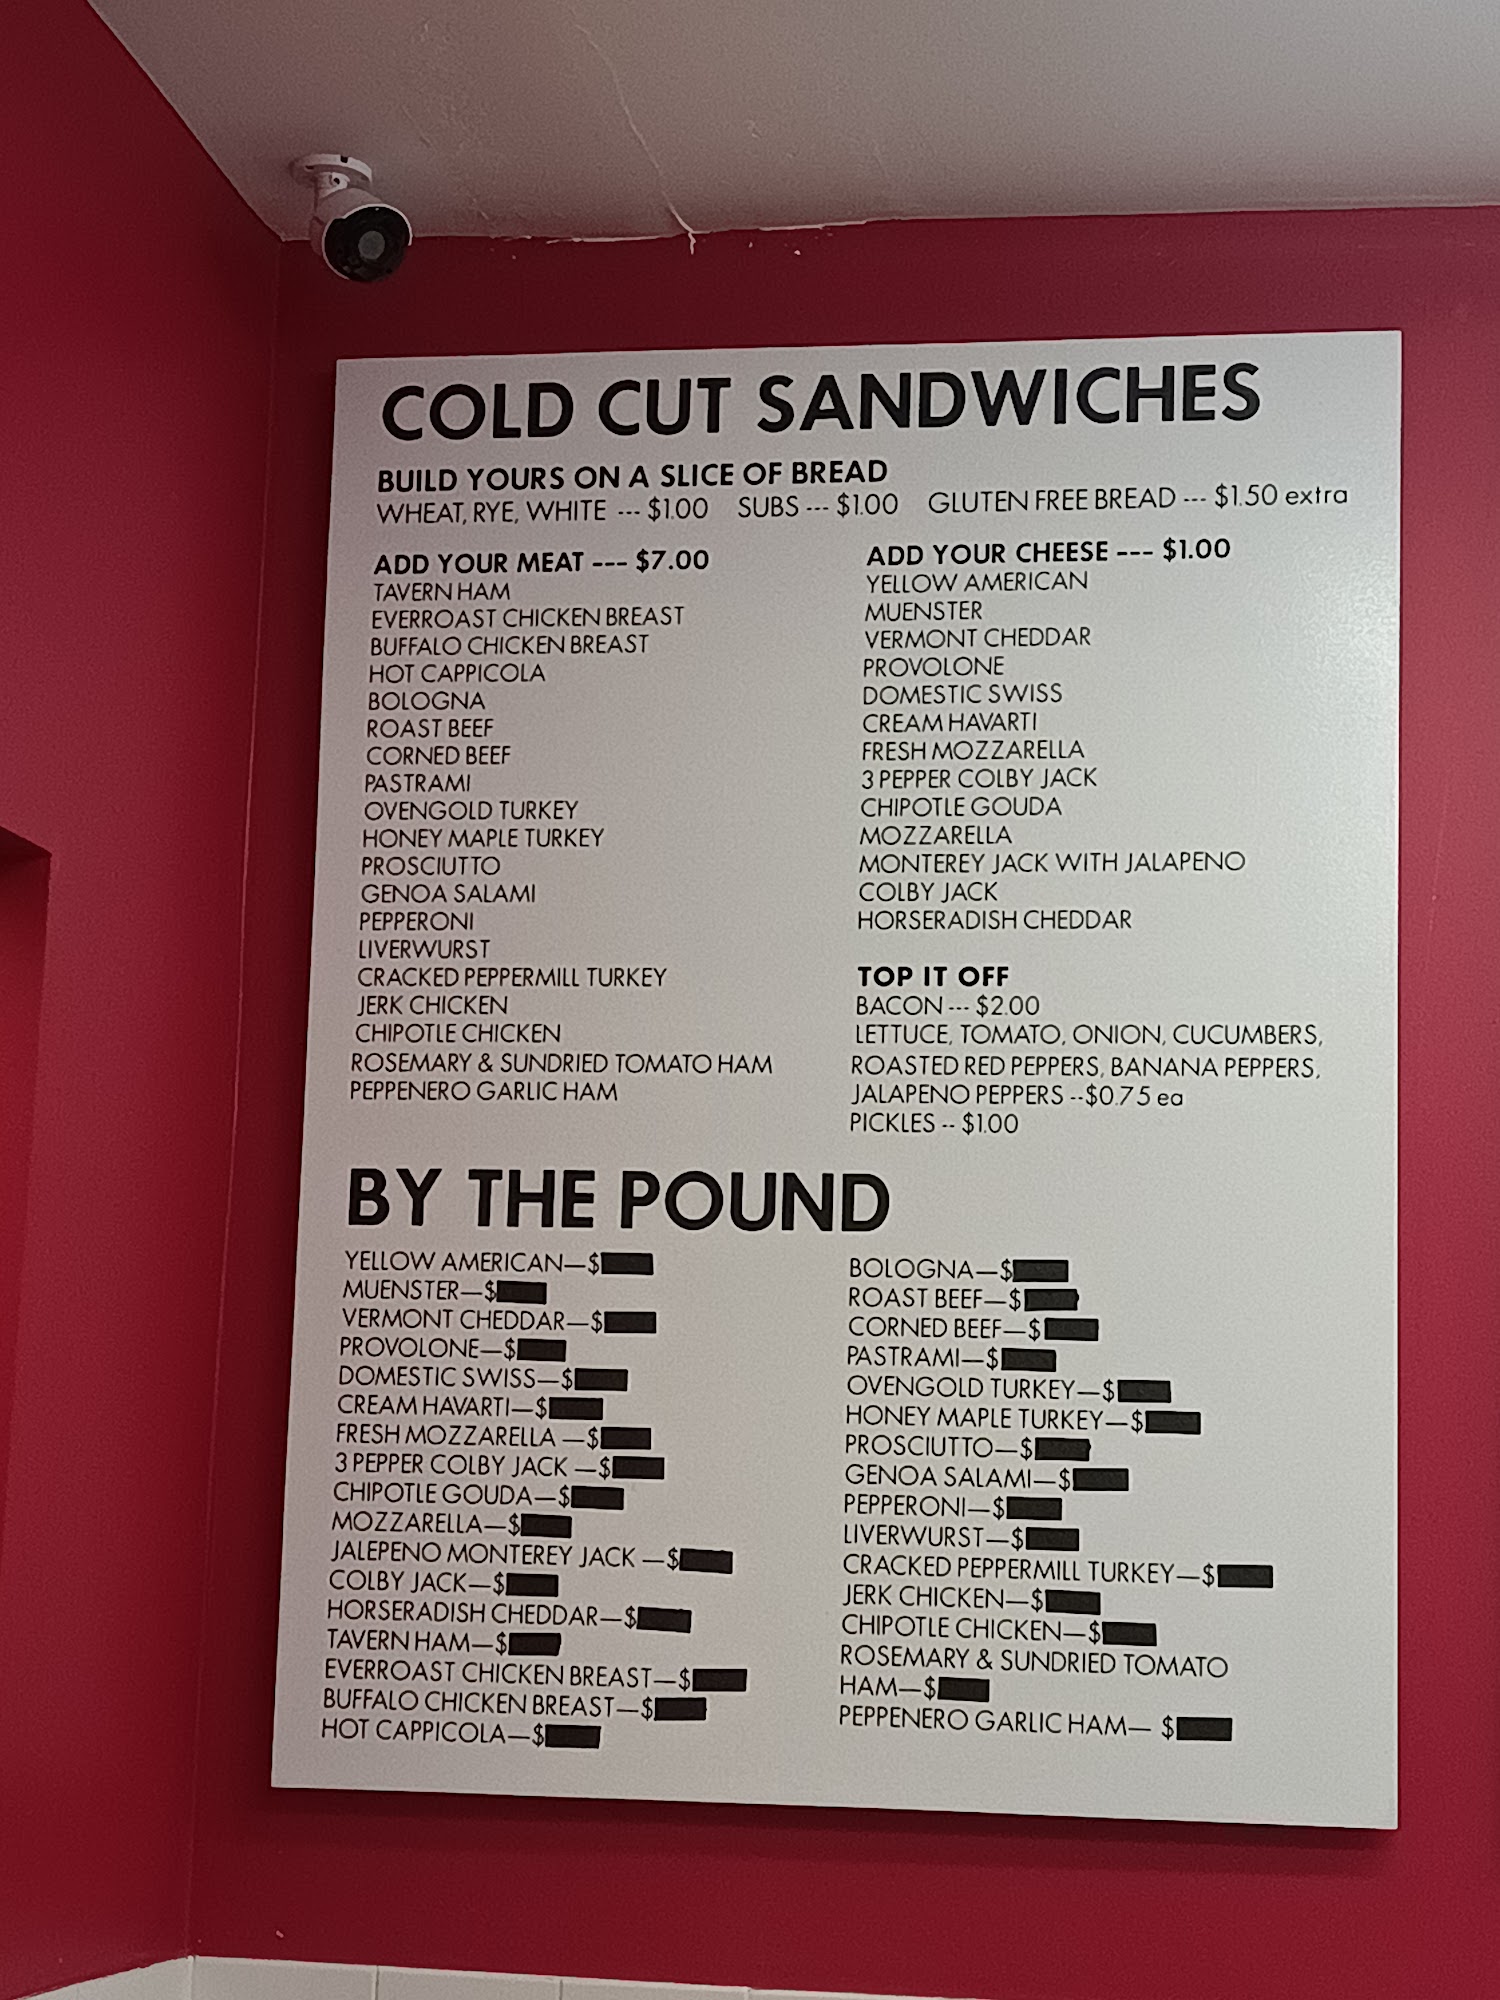 COLD CUT SANDWICHES
BUILD YOURS ON A SLICE OF BREAD
WHEAT, RYE, WHITE --- $1.00 SUBS --- $1.00 GLUTEN FREE BREAD --- $1.50 extra
ADD YOUR MEAT --- $7.00
TAVERN HAM
EVERROAST CHICKEN BREAST
BUFFALO CHICKEN BREAST
HOT CAPPICOLA
BOLOGNA
ROAST BEEF
CORNED BEEF
PASTRAMI
OVENGOLD TURKEY
HONEY MAPLE TURKEY
PROSCIUTTO
GENOA SALAMI
PEPPERONI
LIVERWURST
CRACKED PEPPERMILL TURKEY
JERK CHICKEN
CHIPOTLE CHICKEN
ROSEMARY & SUNDRIED TOMATO HAM
PEPPENERO GARLIC HAM
ADD YOUR CHEESE --- $1.00
YELLOW AMERICAN
MUENSTER
VERMONT CHEDDAR
PROVOLONE
DOMESTIC SWISS
CREAM HAVARTI
FRESH MOZZARELLA
3 PEPPER COLBY JACK
CHIPOTLE GOUDA
MOZZARELLA
MONTEREY JACK WITH JALAPENO
COLBY JACK
HORSERADISH CHEDDAR
TOP IT OFF
BACON --- $2.00
LETTUCE, TOMATO, ONION, CUCUMBERS,
ROASTED RED PEPPERS, BANANA PEPPERS,
JALAPENO PEPPERS --$0.75 ea
PICKLES -- $1.00
BY THE POUND
YELLOW AMERICAN—$
MUENSTER—$
VERMONT CHEDDAR—$
PROVOLONE—$
DOMESTIC SWISS—$
CREAM HAVARTI—$
FRESH MOZZARELLA —$
3 PEPPER COLBY JACK —$
CHIPOTLE GOUDA—$
MOZZARELLA—$
JALEPENO MONTEREY JACK —$
COLBY JACK—$
HORSERADISH CHEDDAR—$
TAVERN HAM—$
EVERROAST CHICKEN BREAST—$
BUFFALO CHICKEN BREAST—$
HOT CAPPICOLA—$
BOLOGNA—$
ROAST BEEF—$
CORNED BEEF—$
PASTRAMI—$
OVENGOLD TURKEY—$
HONEY MAPLE TURKEY—$
PROSCIUTTO—$
GENOA SALAMI—$
PEPPERONI—$
LIVERWURST—$
CRACKED PEPPERMILL TURKEY—$
JERK CHICKEN—$
CHIPOTLE CHICKEN—$
ROSEMARY & SUNDRIED TOMATO
HAM—$
PEPPENERO GARLIC HAM— $